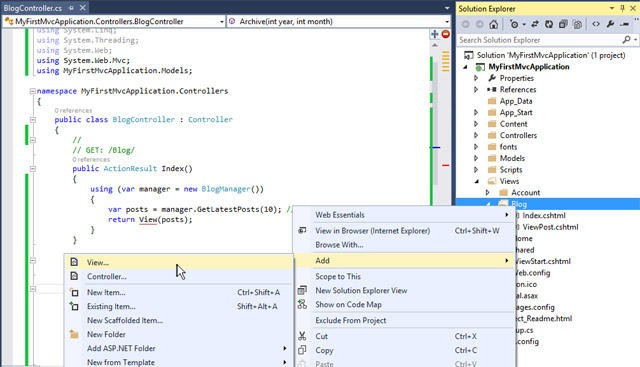 BlogController.cs
MyFirstMvcApplication.Controllers.BlogController
Archive(int year, int month)
using System.Linq;
using System.Threading;
using System.Web;
using System.Web.Mvc;
using MyFirstMvcApplication.Models;
namespace MyFirstMvcApplication.Controllers
{
0 references
public class BlogController : Controller
{
//
// GET: /Blog/
0 references
public ActionResult Index()
{
using (var manager = new BlogManager())
{
var posts = manager.GetLatestPosts(10); //
return View(posts);
}
}
View...
Controller...
New Item... Ctrl+Shift+A
Existing Item... Shift+Alt+A
New Scaffolded Item...
New Folder
Add ASP.NET Folder
New from Template
Web Essentials
View in Browser (Internet Explorer) Ctrl+Shift+W
Browse With...
Add
Scope to This
New Solution Explorer View
Show on Code Map
Exclude From Project
Cut Ctrl+X
Copy Ctrl+C
Paste Ctrl+V
Solution Explorer
Search Solution Explorer
Solution 'MyFirstMvcApplication' (1 project)
MyFirstMvcApplication
Properties
References
App_Data
App_Start
Content
Controllers
fonts
Models
Scripts
Views
Account
Blog
Index.cshtml
ViewPost.cshtml
Home
Shared
ViewStart.cshtml
Web.config
on.ico
al.asax
ct_Readme.html
up.cs
.config